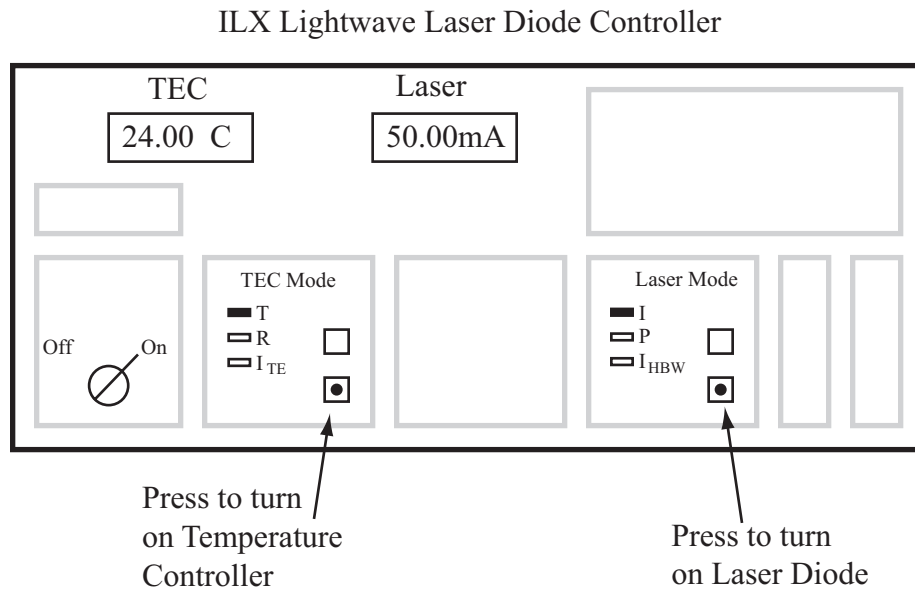 ILX Lightwave Laser Diode Controller
TEC
Laser
24.00 C
50.00mA
Off
On
TEC Mode
T
R
I TE
Laser Mode
I
P
I HBW
Press to turn
on Temperature
Controller
Press to turn
on Laser Diode